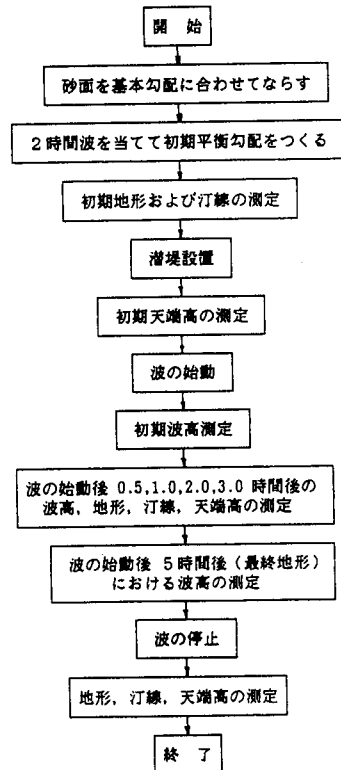 開 始
砂面を基本勾配に合わせてならす
2時間波を当てて初期平衡勾配をつくる
初期地形および汀線の測定
潜堤設置
初期天端高の測定
波の始動
初期波高測定
波の始動後 0.5,1.0,2.0,3.0 時間後の
波高, 地形, 汀線, 天端高の測定
波の始動後 5時間後(最終地形)
における波高の測定
波の停止
地形, 汀線, 天端高の測定
終 了